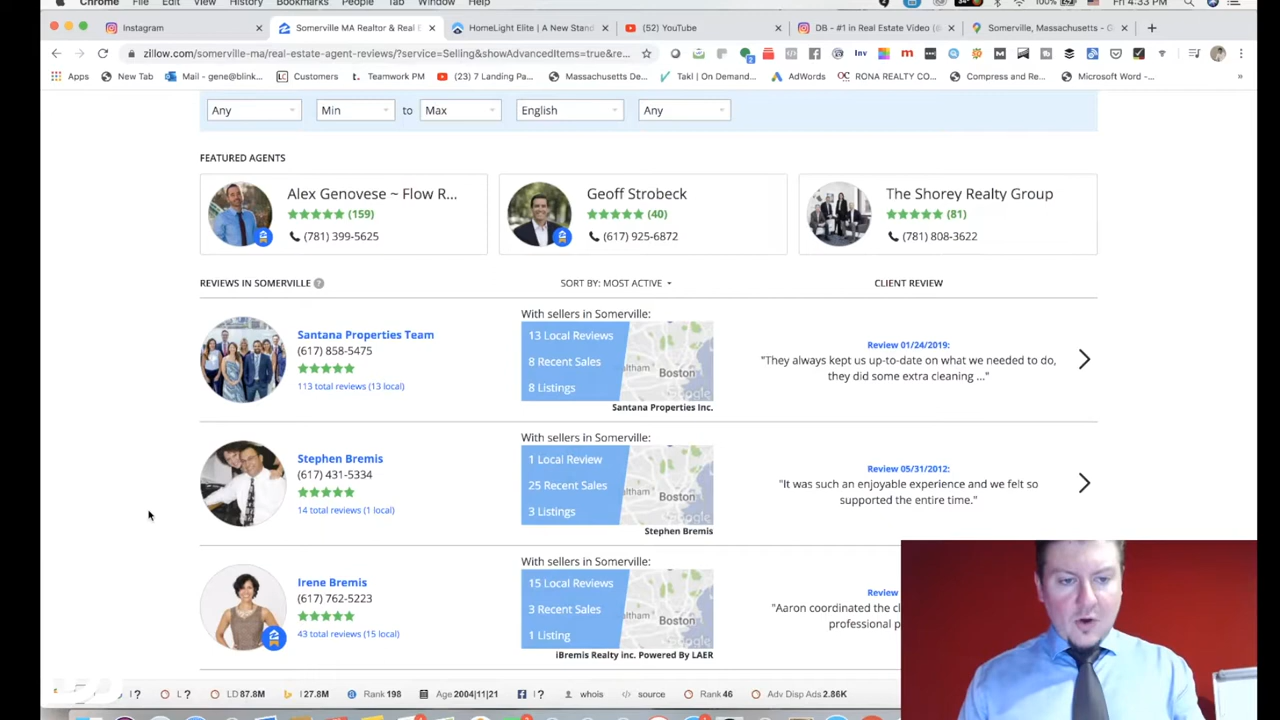 Chrome File Edit View History Bookmarks People Tab Window Help 100% Fri 4:33 PM
Instagram × Somerville MA Realtor & Real E × HomeLight Elite (A New Stand × (52) YouTube × DB - #1 in Real Estate Video (@ × Somerville, Massachusetts - G × +
zillow.com/somerville-ma/real-estate-agent-reviews/?service=Selling&showAdvancedItems=true&re...
Apps New Tab Mail - gene@blink... Customers Teamwork PM (23) 7 Landing Pa... Massachusetts De... Takl | On Demand... AdWords RONA REALTY CO... Compress and Re... Microsoft Word -... »
Any Min to Max English Any
FEATURED AGENTS
Alex Genovese ~ Flow R...
(159)
(781) 399-5625
Geoff Strobeck
(40)
(617) 925-6872
The Shorey Realty Group
(81)
(781) 808-3622
REVIEWS IN SOMERVILLE ? SORT BY: MOST ACTIVE CLIENT REVIEW
Santana Properties Team
(617) 858-5475
113 total reviews (13 local)
With sellers in Somerville:
13 Local Reviews
8 Recent Sales
8 Listings
altham Boston
Google
Santana Properties Inc.
Review 01/24/2019:
"They always kept us up-to-date on what we needed to do,
they did some extra cleaning ..."
Stephen Bremis
(617) 431-5334
14 total reviews (1 local)
With sellers in Somerville:
1 Local Review
25 Recent Sales
3 Listings
altham Boston
Google
Stephen Bremis
Review 05/31/2012:
"It was such an enjoyable experience and we felt so
supported the entire time."
Irene Bremis
(617) 762-5223
43 total reviews (15 local)
With sellers in Somerville:
15 Local Reviews
3 Recent Sales
1 Listing
altham Boston
Google
iBremis Realty inc. Powered By LAER
Review
"Aaron coordinated the cl
professional p
I ? L ? LD 87.8M I 27.8M Rank 198 Age 2004|11|21 I ? whois source Rank 46 Adv Disp Ads 2.86K